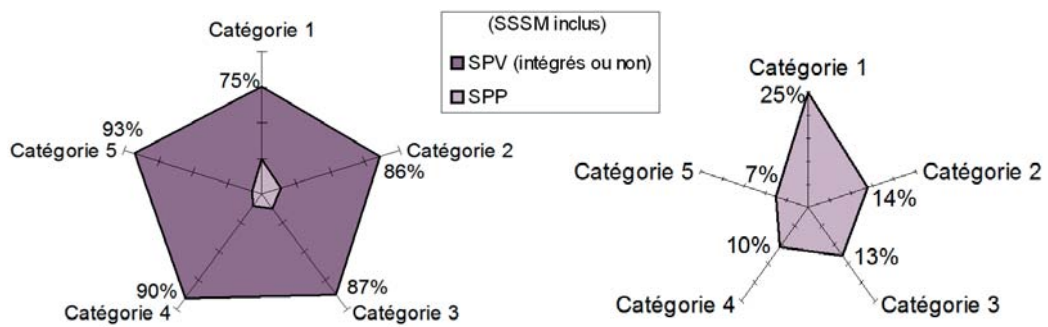 Catégorie 1
75%
93%
Catégorie 5
Catégorie 2
86%
90%
Catégorie 4
87%
Catégorie 3
(SSSM inclus)
SPV (intégrés ou non)
SPP
Catégorie 1
25%
Catégorie 5
7%
Catégorie 2
14%
10%
13%
Catégorie 4
Catégorie 3